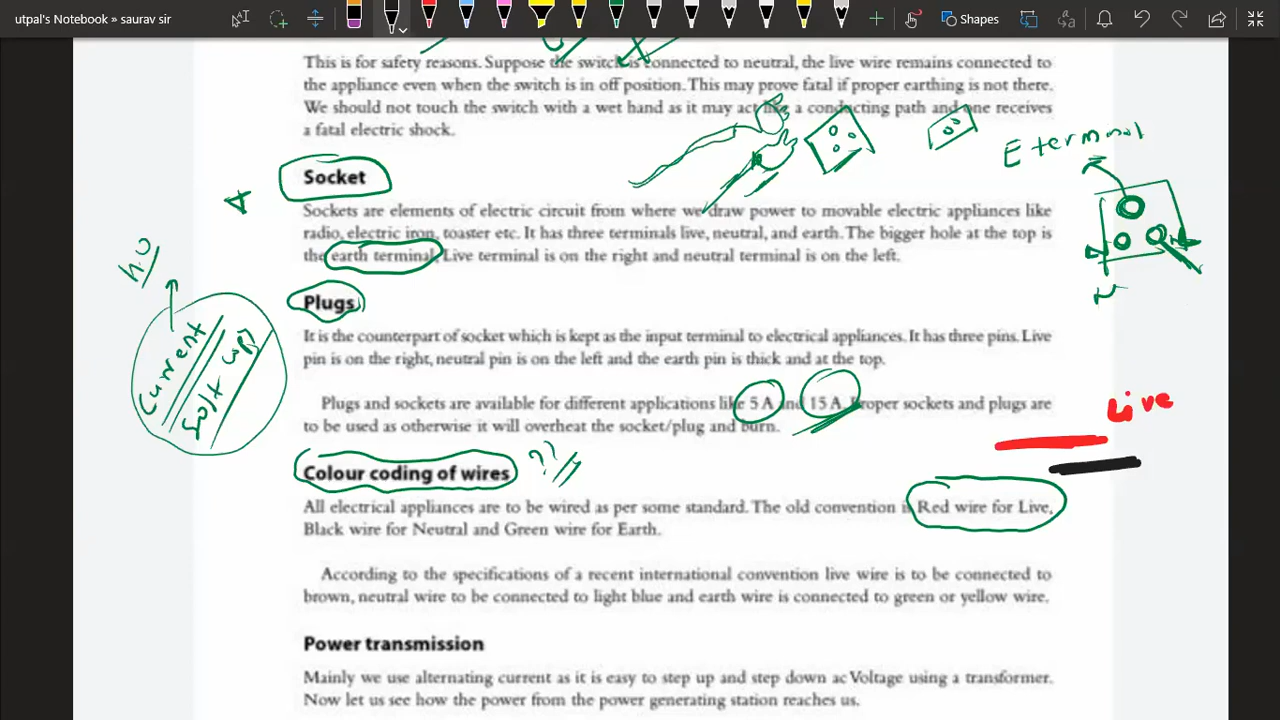 utpal's Notebook » saurav sir
Shapes
This is for safety reasons. Suppose the switch is connected to neutral, the live wire remains connected to
the appliance even when the switch is in off position. This may prove fatal if proper earthing is not there.
We should not touch the switch with a wet hand as it may act like a conducting path and one receives
a fatal electric shock.
E terminal
Socket
Sockets are elements of electric circuit from where we draw power to movable electric appliances like
radio, electric iron, toaster etc. It has three terminals live, neutral, and earth. The bigger hole at the top is
the earth terminal. Live terminal is on the right and neutral terminal is on the left.
N
Plugs
It is the counterpart of socket which is kept as the input terminal to electrical appliances. It has three pins. Live
pin is on the right, neutral pin is on the left and the earth pin is thick and at the top.
Current
Plugs and sockets are available for different applications like 5 A and 15 A. Proper sockets and plugs are
to be used as otherwise it will overheat the socket/plug and burn.
Live
Colour coding of wires ??
All electrical appliances are to be wired as per some standard. The old convention is Red wire for Live,
Black wire for Neutral and Green wire for Earth.
According to the specifications of a recent international convention live wire is to be connected to
brown, neutral wire to be connected to light blue and earth wire is connected to green or yellow wire.
Power transmission
Mainly we use alternating current as it is easy to step up and step down ac Voltage using a transformer.
Now let us see how the power from the power generating station reaches us.